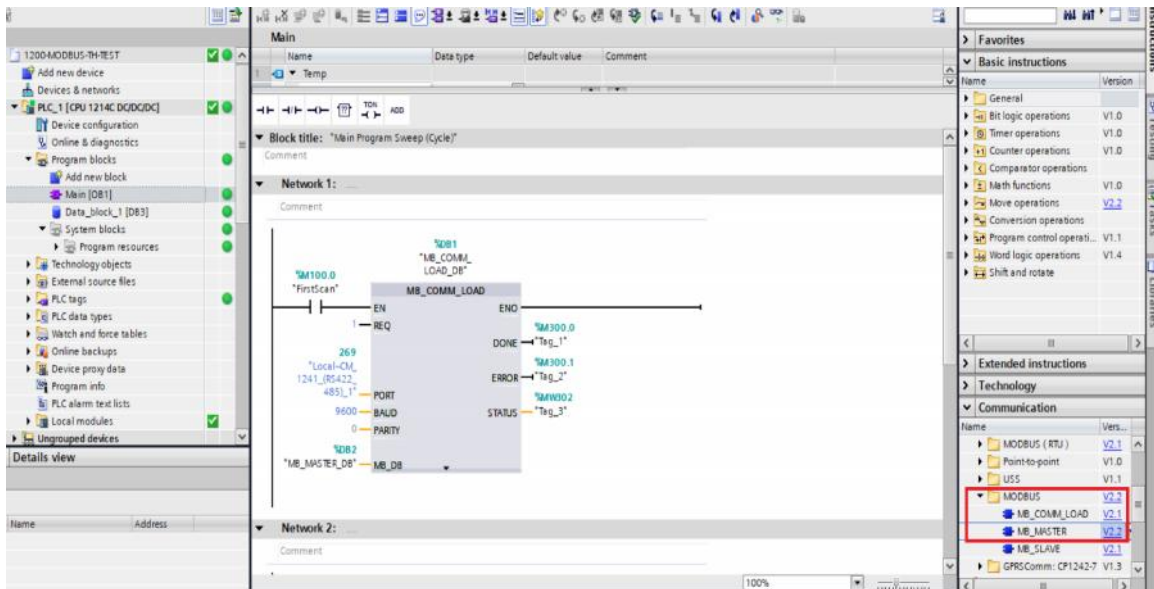 1200-MODBUS-TH-TEST
Add new device
Devices & networks
PLC_1 [CPU 1214C DC/DC/DC]
Device configuration
Online & diagnostics
Program blocks
Add new block
Main [OB1]
Data_block_1 [DB3]
System blocks
Program resources
Technology objects
External source files
PLC tags
PLC data types
Watch and force tables
Online backups
Device proxy data
Program info
PLC alarm text lists
Local modules
Ungrouped devices
Details view
Name Address
Main
Name Data type Default value Comment
1 Temp
TON ADD
Block title: "Main Program Sweep (Cycle)"
Comment
Network 1: ....
Comment
%DB1
"MB_COMM_
LOAD_DB"
%M100.0
"FirstScan"
MB_COMM_LOAD
EN ENO
1 REQ
%M300.0
DONE "Tag_1"
269
"Local~CM_
1241_(RS422_
485)_1" PORT
%M300.1
ERROR "Tag_2"
%MW302
9600 BAUD STATUS "Tag_3"
0 PARITY
%DB2
"MB_MASTER_DB" MB_DB
Network 2: ....
Comment
100%
Favorites
Basic instructions
Name Version
General
Bit logic operations V1.0
Timer operations V1.0
Counter operations V1.0
Comparator operations
Math functions V1.0
Move operations V2.2
Conversion operations
Program control operati... V1.1
Word logic operations V1.4
Shift and rotate
Extended instructions
Technology
Communication
Name Vers...
MODBUS (RTU) V2.1
Point-to-point V1.0
USS V1.1
MODBUS V2.2
MB_COMM_LOAD V2.1
MB_MASTER V2.2
MB_SLAVE V2.1
GPRSComm: CP1242-7 V1.3
Testing
Tasks
Libraries